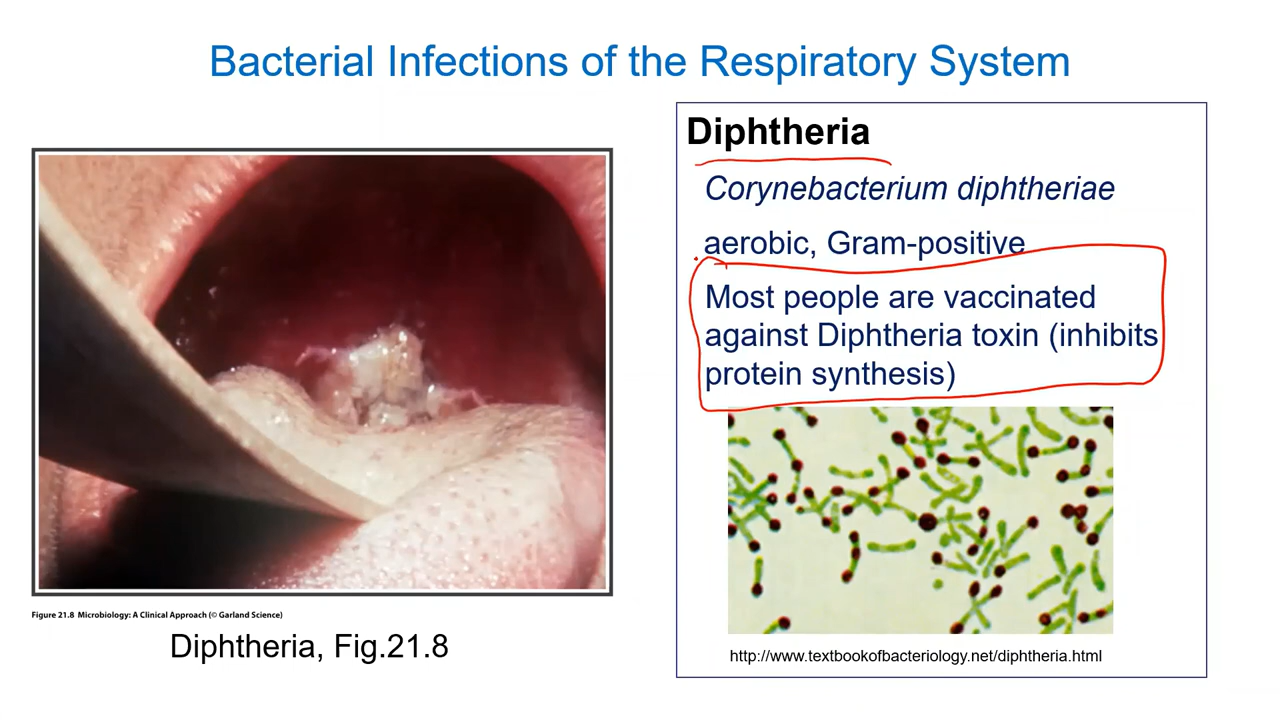 Bacterial Infections of the Respiratory System
Diphtheria
Corynebacterium diphtheriae
aerobic, Gram-positive
Most people are vaccinated
against Diphtheria toxin (inhibits
protein synthesis)
http://www.textbookofbacteriology.net/diphtheria.html
Figure 21.8 Microbiology: A Clinical Approach (© Garland Science)
Diphtheria, Fig.21.8